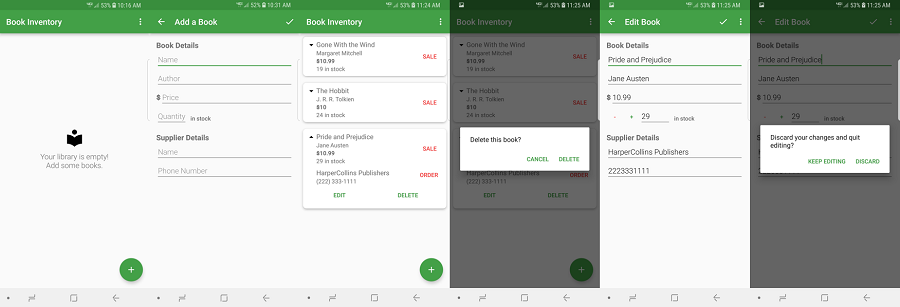 53% 10:16 AM
Book Inventory
Your library is empty!
Add some books.
+
52% 10:31 AM
Add a Book
Book Details
Name
Author
$ Price
Quantity in stock
Supplier Details
Name
Phone Number
53% 11:24 AM
Book Inventory
Gone With the Wind
Margaret Mitchell
$10.99
19 in stock
SALE
The Hobbit
J. R. R. Tolkien
$10
24 in stock
SALE
Pride and Prejudice
Jane Austen
$10.99
29 in stock
SALE
HarperCollins Publishers
(222) 333-1111
ORDER
EDIT DELETE
+
53% 11:25 AM
Book Inventory
Gone With the Wind
Margaret Mitchell
$10.99
19 in stock
SALE
The Hobbit
J. R. R. Tolkien
$10
24 in stock
SALE
Delete this book?
CANCEL DELETE
HarperCollins Publishers
(222) 333-1111
ORDER
EDIT DELETE
+
53% 11:25 AM
Edit Book
Book Details
Pride and Prejudice
Jane Austen
$ 10.99
- + 29 in stock
Supplier Details
HarperCollins Publishers
2223331111
53% 11:25 AM
Edit Book
Book Details
Pride and Prejudice
Jane Austen
$ 10.99
Discard your changes and quit
editing?
KEEP EDITING DISCARD